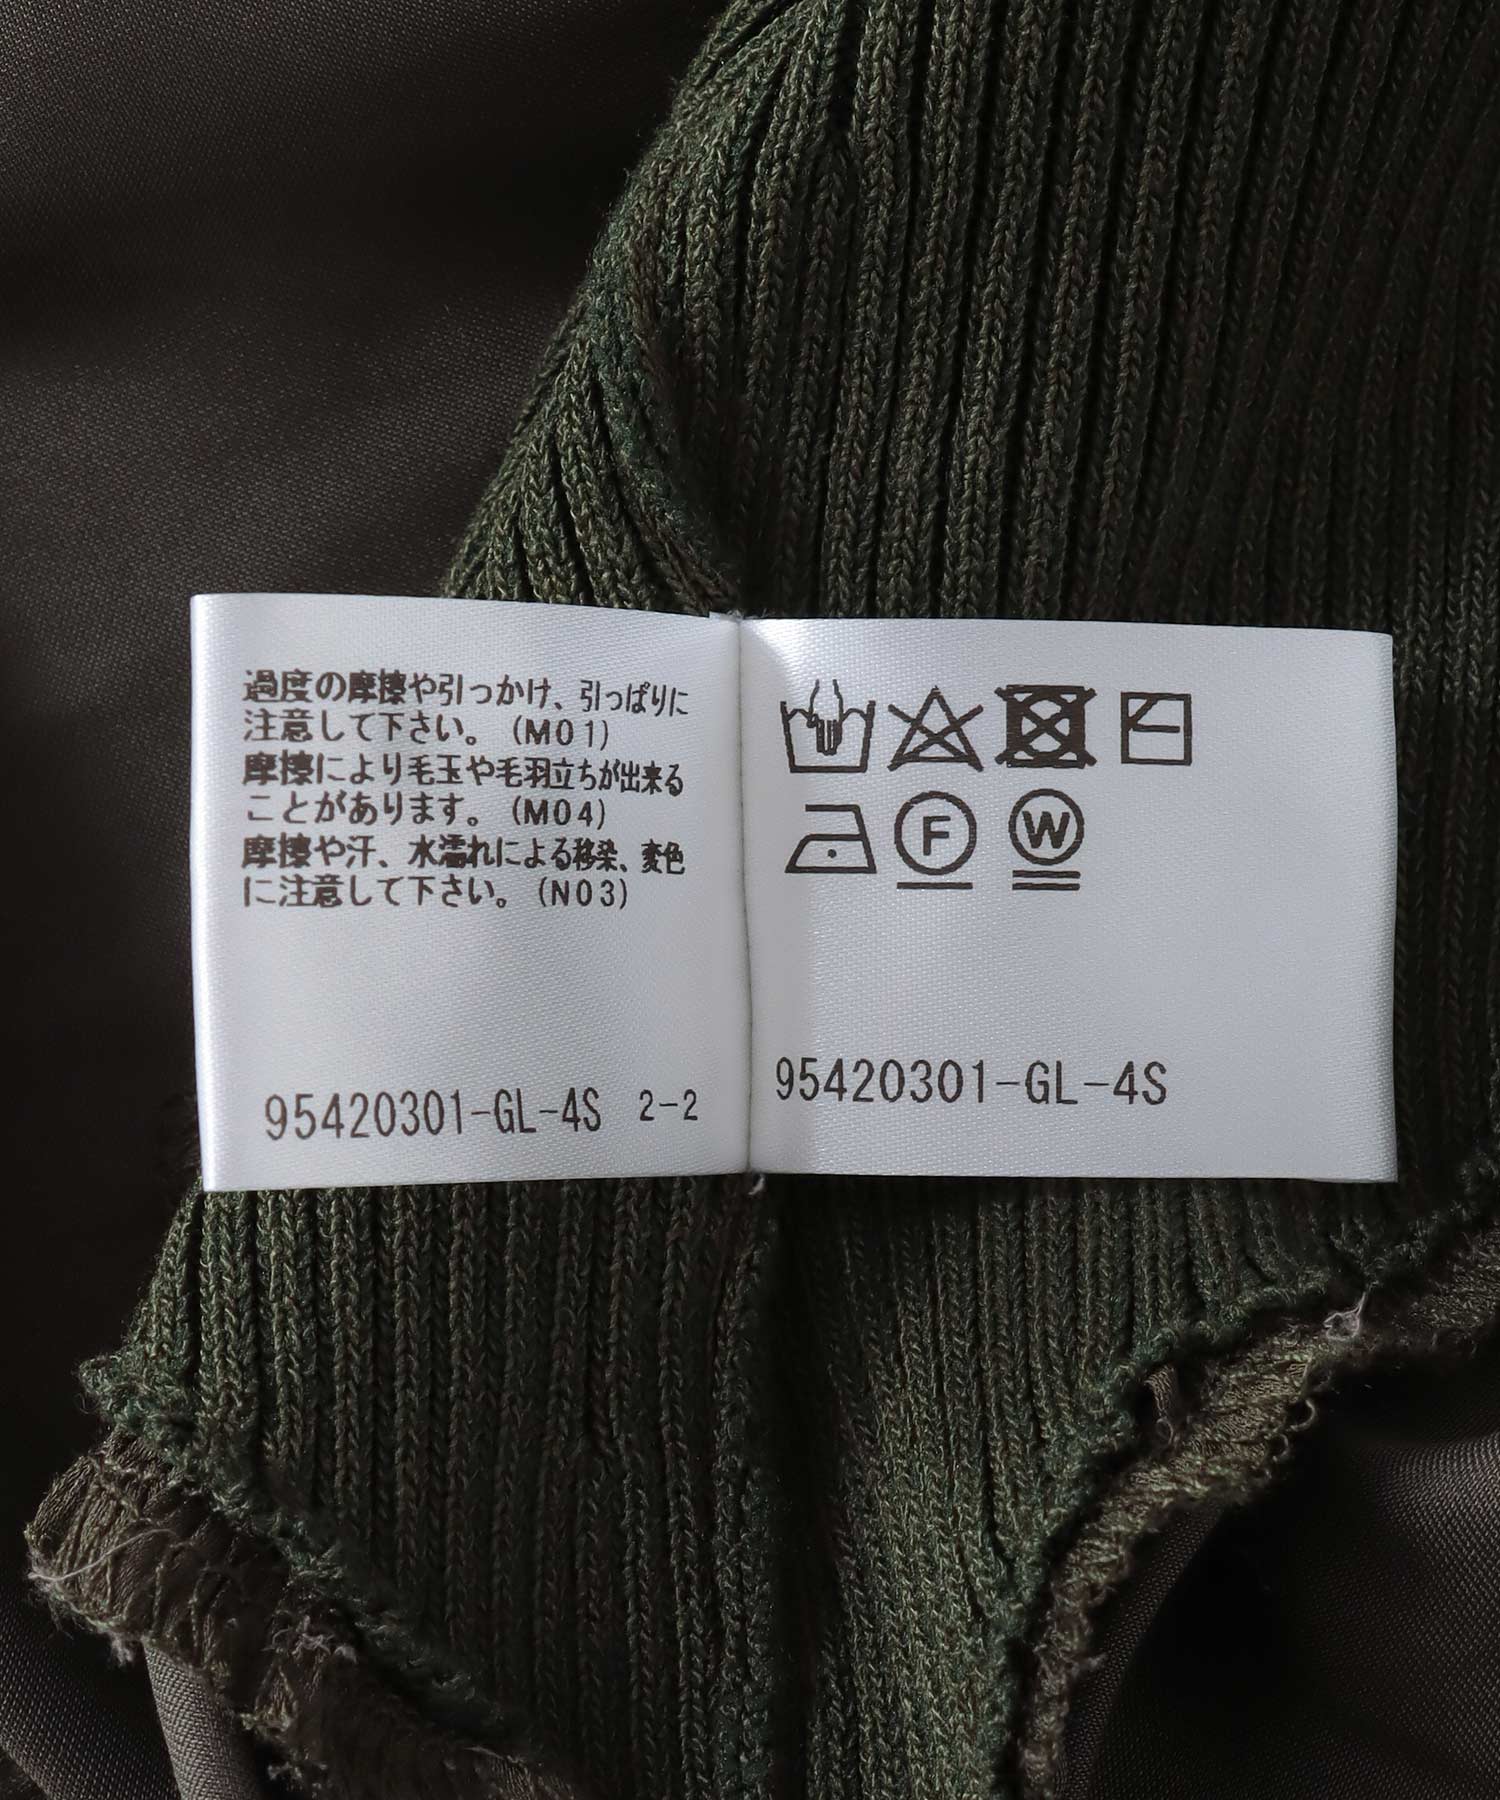 過度の摩擦や引っかけ、引っぱりに
注意して下さい。(M01)
摩擦により毛玉や毛羽立ちが出来る
ことがあります。(M04)
摩擦や汗、水濡れによる移染、変色
に注意して下さい。(N03)
95420301-GL-4S 2-2
F W
95420301-GL-4S